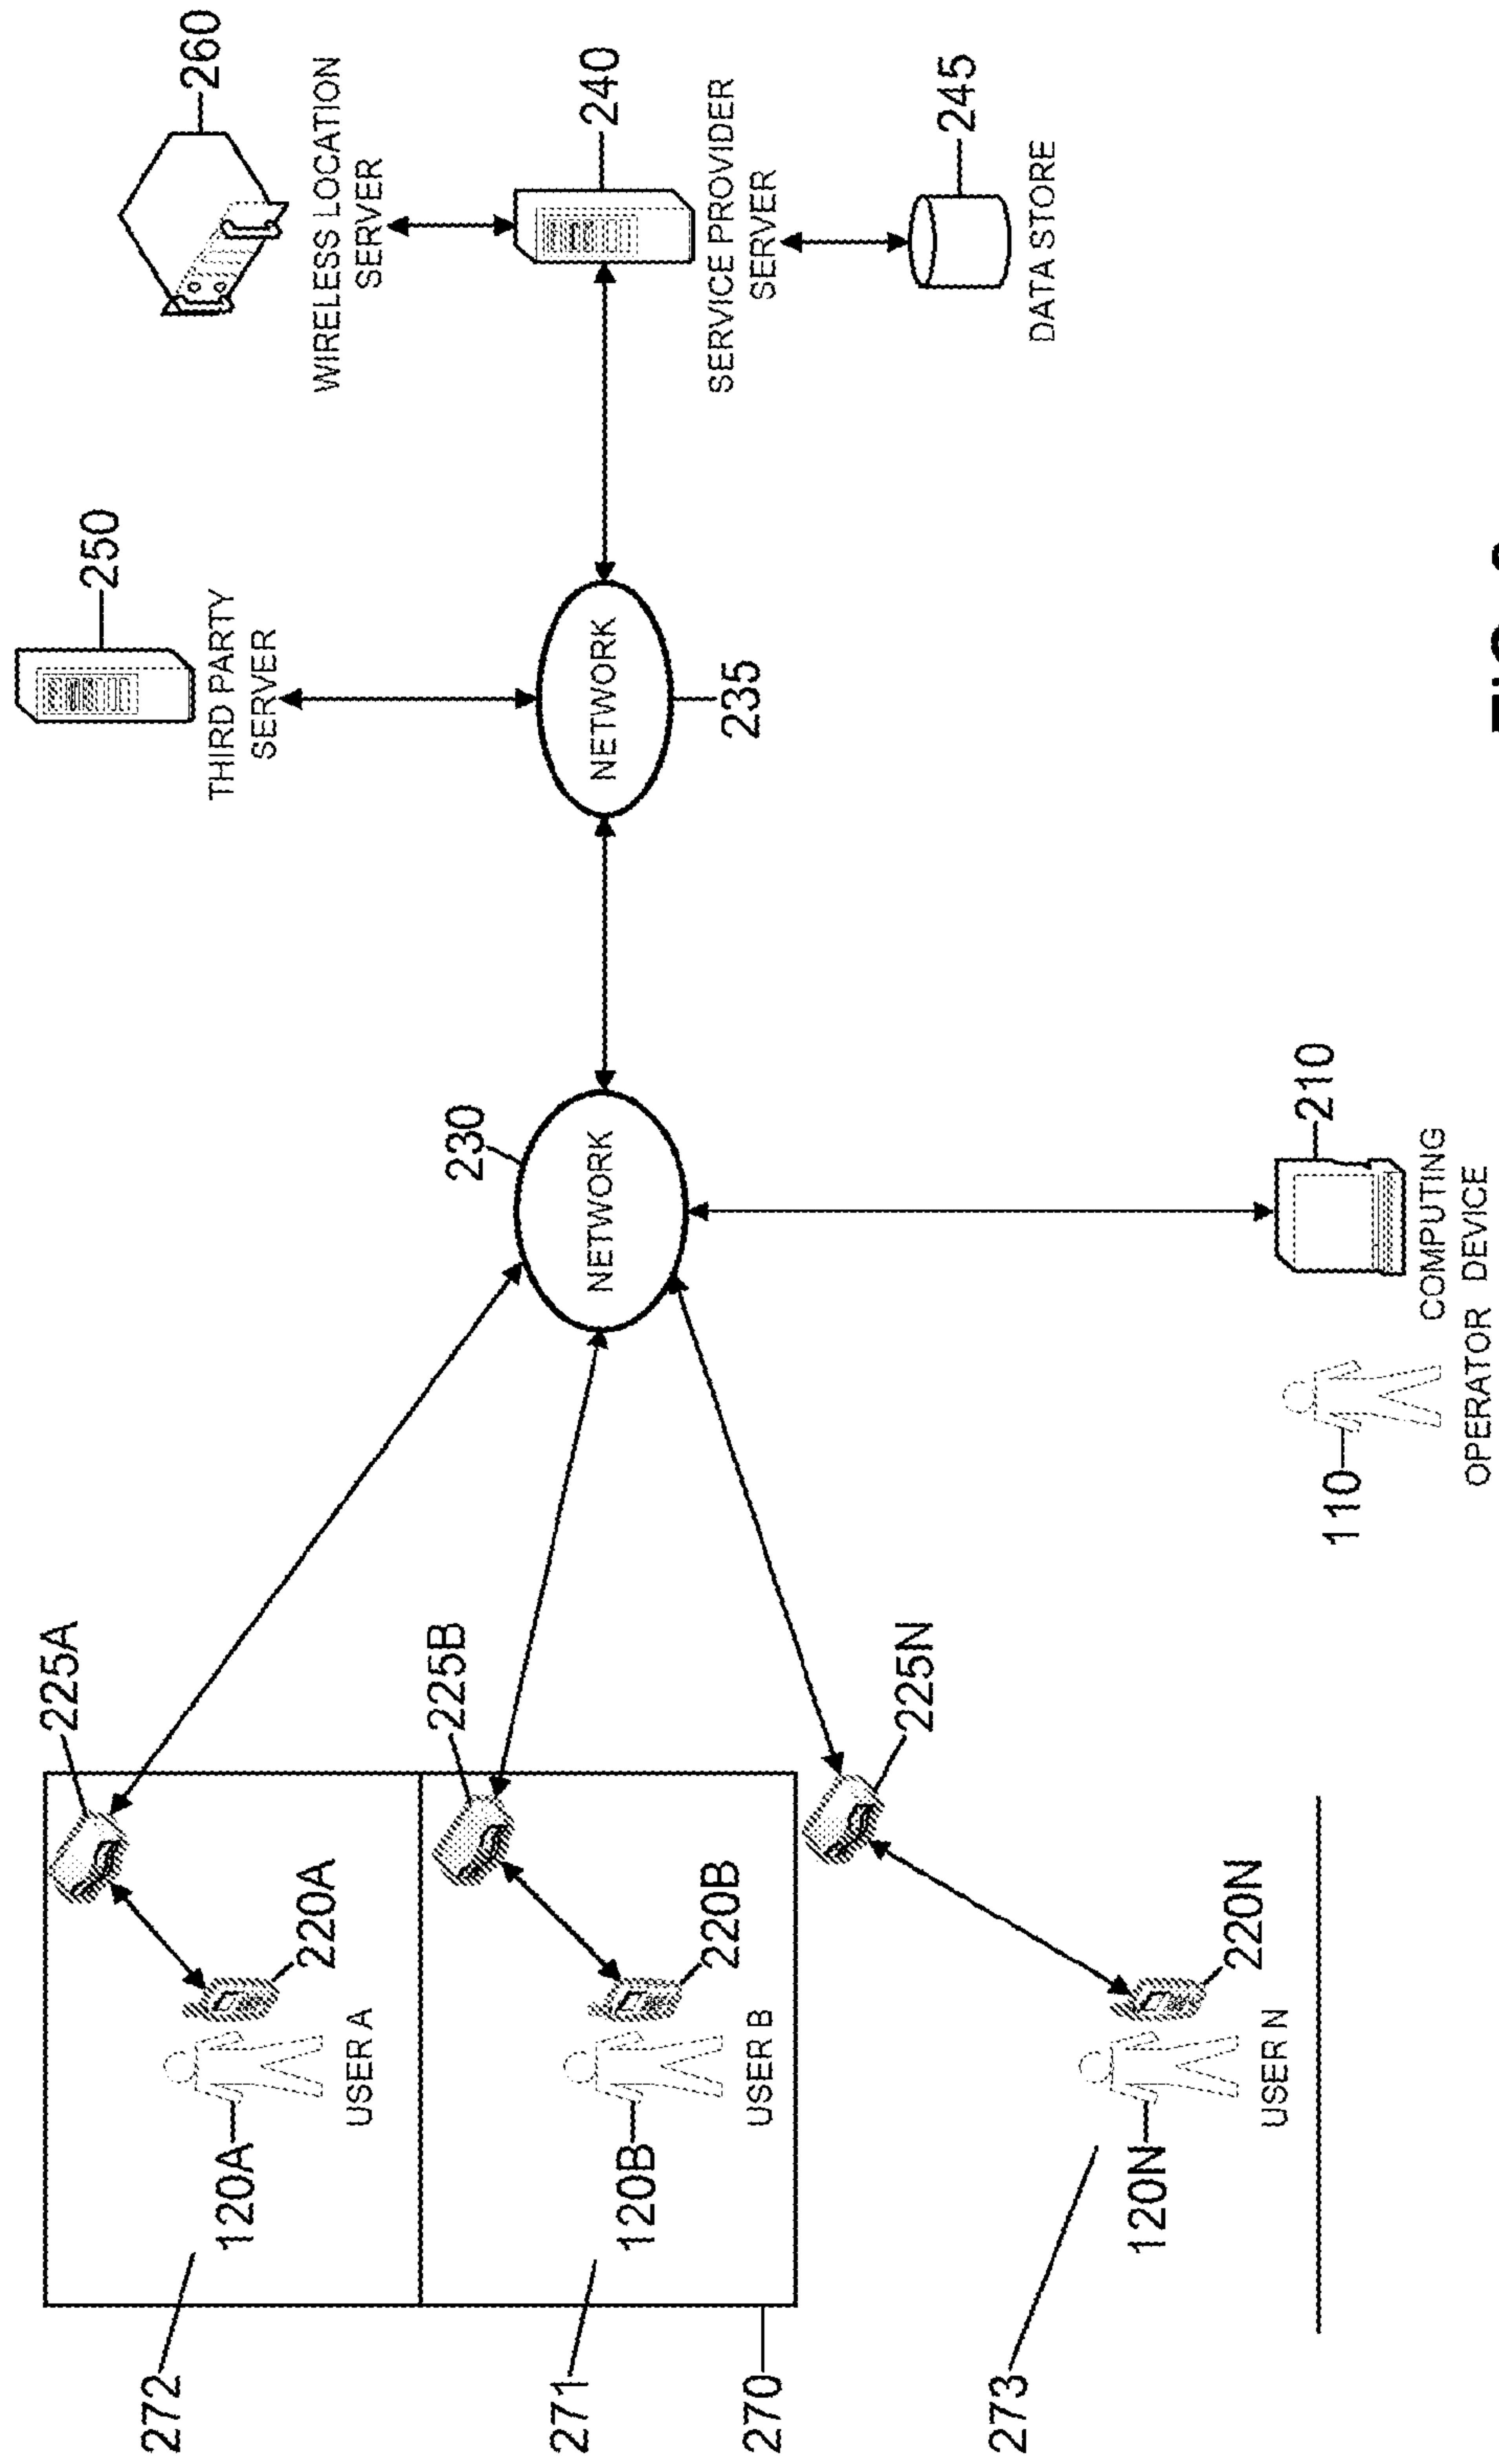 272
120A
USER A
220A
225A
271
120B
USER B
220B
225B
270
273
120N
USER N
220N
225N
230
NETWORK
110
OPERATOR
COMPUTING
DEVICE
210
250
THIRD PARTY
SERVER
NETWORK
235
260
WIRELESS LOCATION
SERVER
240
SERVICE PROVIDER
SERVER
245
DATA STORE